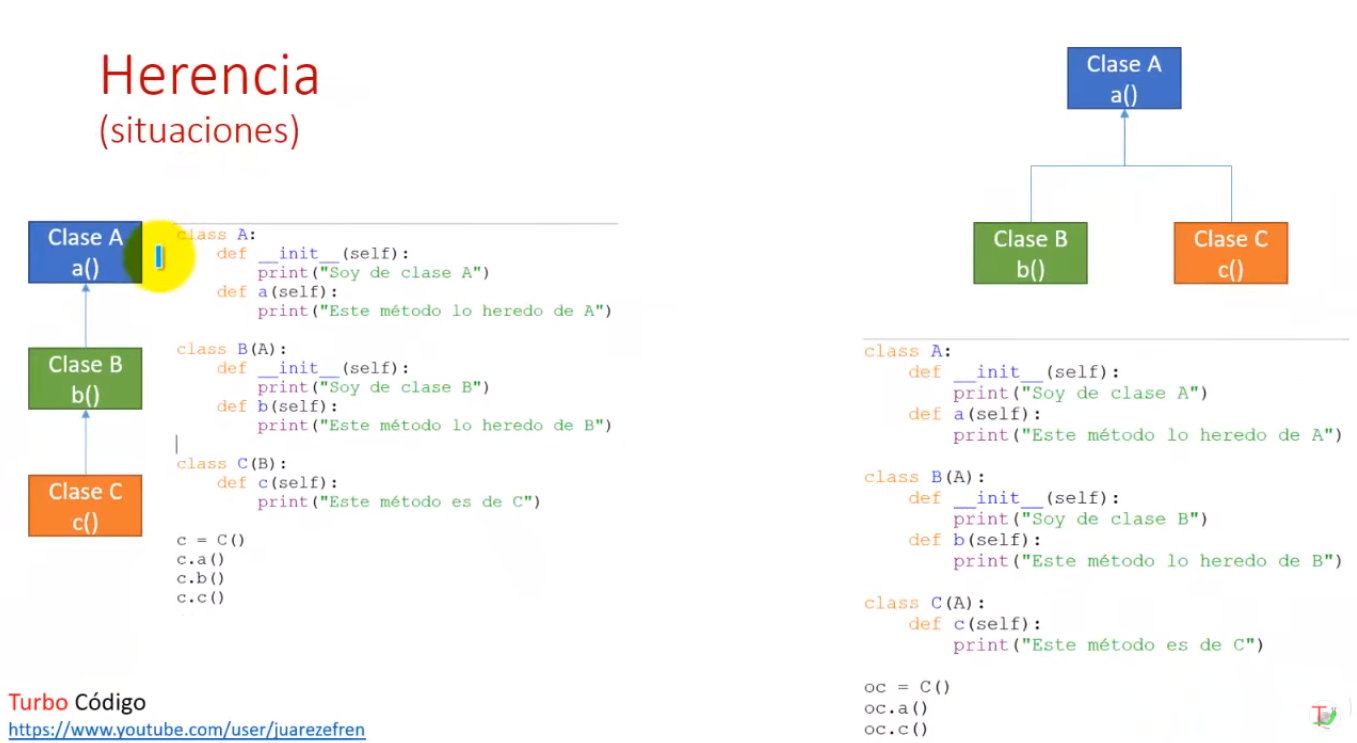 Herencia
(situaciones)
Clase A
a()
Clase B
b()
Clase C
c()
class A:
    def __init__(self):
        print("Soy de clase A")
    def a(self):
        print("Este método lo heredo de A")
class B(A):
    def __init__(self):
        print("Soy de clase B")
    def b(self):
        print("Este método lo heredo de B")
class C(B):
    def c(self):
        print("Este método es de C")
c = C()
c.a()
c.b()
c.c()
Clase A
a()
Clase B
b()
Clase C
c()
class A:
    def __init__(self):
        print("Soy de clase A")
    def a(self):
        print("Este método lo heredo de A")
class B(A):
    def __init__(self):
        print("Soy de clase B")
    def b(self):
        print("Este método lo heredo de B")
class C(A):
    def c(self):
        print("Este método es de C")
oc = C()
oc.a()
oc.c()
Turbo Código
https://www.youtube.com/user/juarezefren